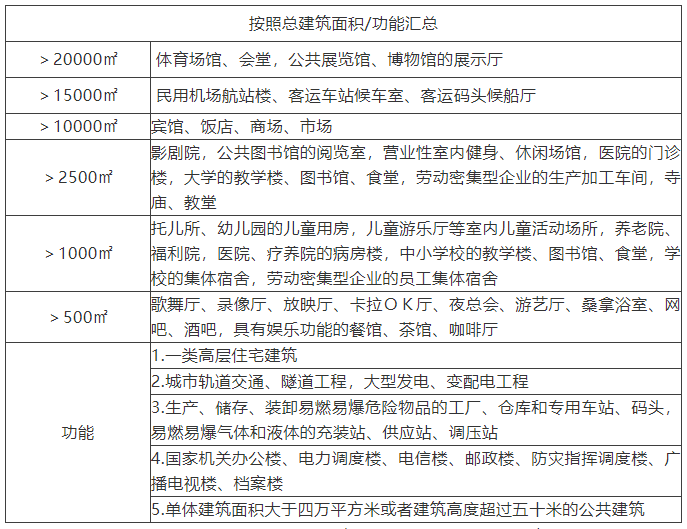 按照总建筑面积/功能汇总
＞20000㎡
体育场馆、会堂，公共展览馆、博物馆的展示厅
＞15000㎡
民用机场航站楼、客运车站候车室、客运码头候船厅
＞10000㎡
宾馆、饭店、商场、市场
＞2500㎡
影剧院，公共图书馆的阅览室，营业性室内健身、休闲场馆，医院的门诊
楼，大学的教学楼、图书馆、食堂，劳动密集型企业的生产加工车间，寺
庙、教堂
＞1000㎡
托儿所、幼儿园的儿童用房，儿童游乐厅等室内儿童活动场所，养老院、
福利院，医院、疗养院的病房楼，中小学校的教学楼、图书馆、食堂，学
校的集体宿舍，劳动密集型企业的员工集体宿舍
＞500㎡
歌舞厅、录像厅、放映厅、卡拉ＯＫ厅、夜总会、游艺厅、桑拿浴室、网
吧、酒吧，具有娱乐功能的餐馆、茶馆、咖啡厅
功能
1.一类高层住宅建筑
2.城市轨道交通、隧道工程，大型发电、变配电工程
3.生产、储存、装卸易燃易爆危险物品的工厂、仓库和专用车站、码头，
易燃易爆气体和液体的充装站、供应站、调压站
4.国家机关办公楼、电力调度楼、电信楼、邮政楼、防灾指挥调度楼、广
播电视楼、档案楼
5.单体建筑面积大于四万平方米或者建筑高度超过五十米的公共建筑